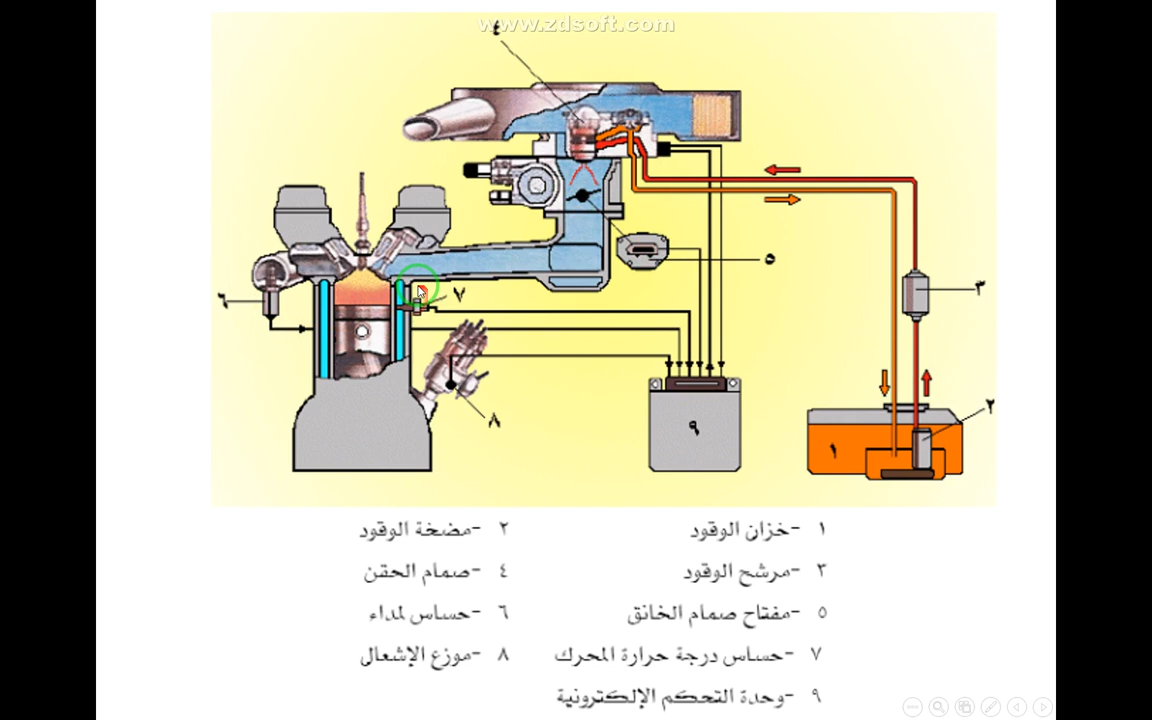 www.zdsoft.com
٤
٥
٣
٦
٧
٢
٨
٩
١
١ -خزان الوقود
٢ -مضخة الوقود
٣ -مرشح الوقود
٤ -صمام الحقن
٥ -مفتاح صمام الخانق
٦ -حساس لمداء
٧ -حساس درجة حرارة المحرك
٨ -موزع الإشعال
٩ -وحدة التحكم الإلكترونية